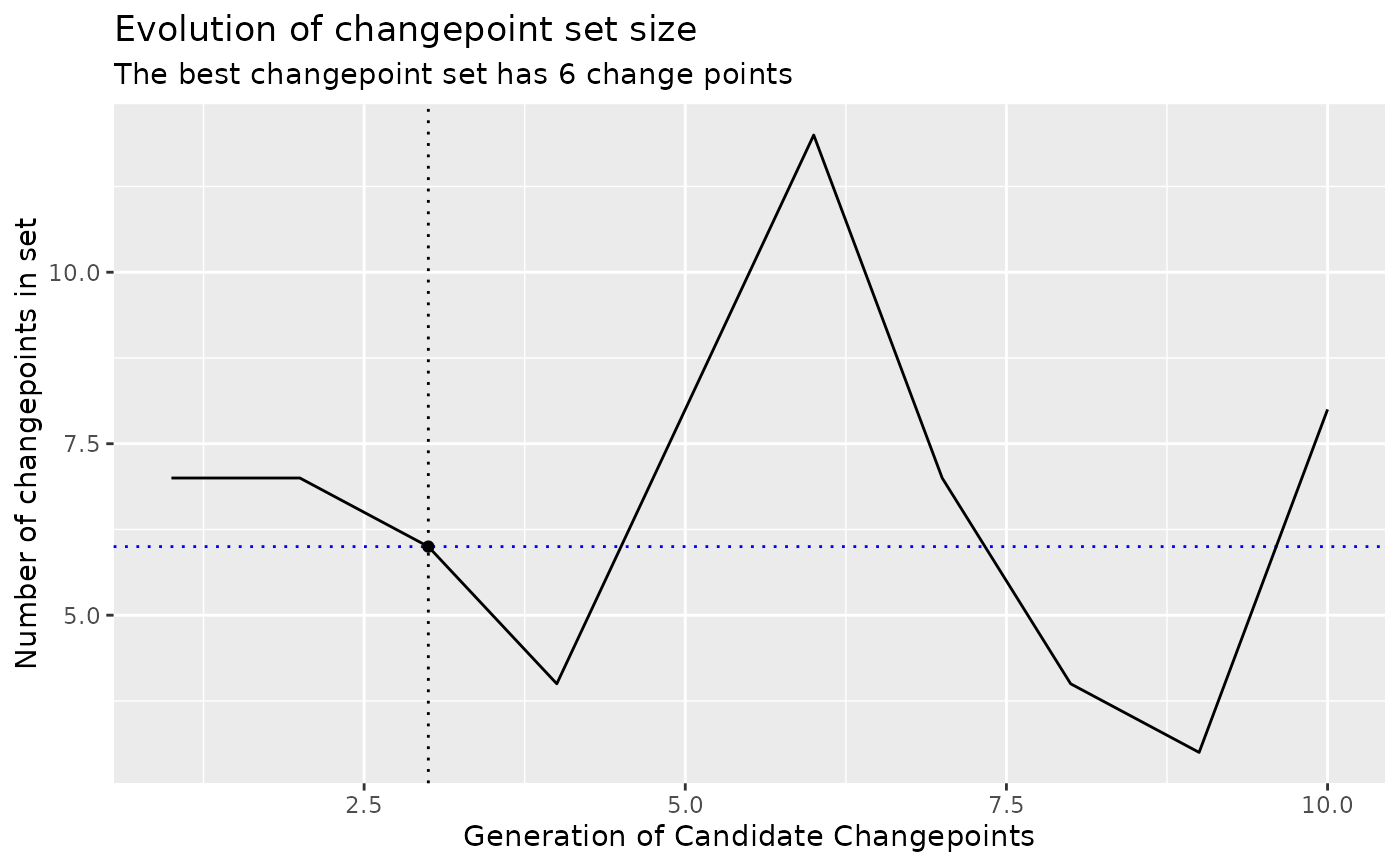 Evolution of changepoint set size
The best changepoint set has 6 change points
Number of changepoints in set
10.0
7.5
5.0
2.5 5.0 7.5 10.0
Generation of Candidate Changepoints